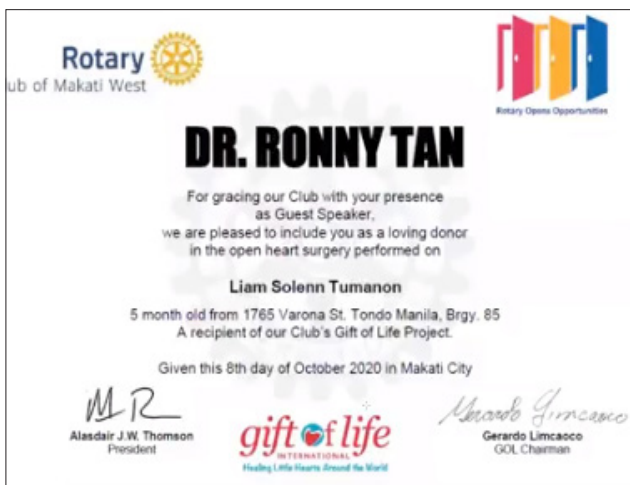 Rotary
ub of Makati West
Rotary Opens Opportunities
DR. RONNY TAN
For gracing our Club with your presence
as Guest Speaker,
we are pleased to include you as a loving donor
in the open heart surgery performed on
Liam Solenn Tumanon
5 month old from 1765 Varona St. Tondo Manila, Brgy. 85
A recipient of our Club's Gift of Life Project.
Given this 8th day of October 2020 in Makati City
Alasdair J.W. Thomson
President
gift of life
INTERNATIONAL
Healing Little Hearts Around the World
Gerardo Limcaoco
Gerardo Limcaoco
GOL Chairman